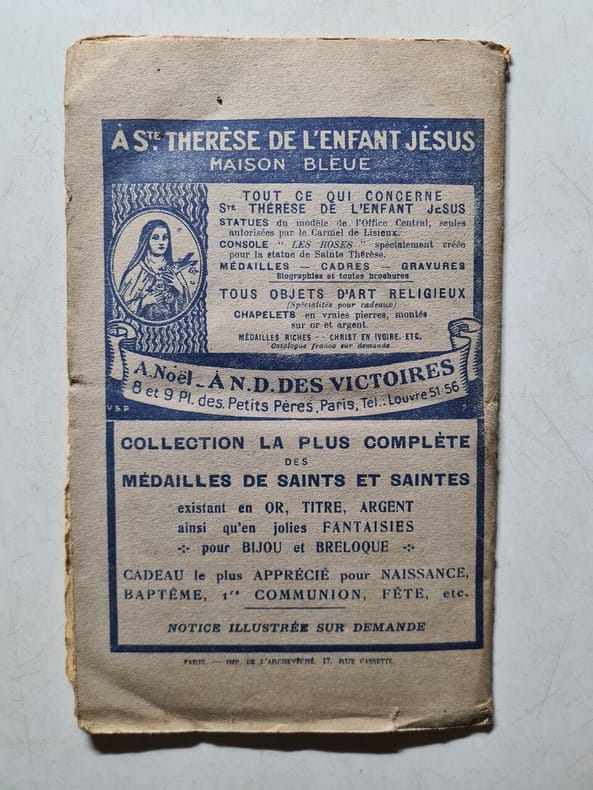 À STE THERÈSE DE L'ENFANT JÉSUS
MAISON BLEUE
TOUT CE QUI CONCERNE
STE THÉRÈSE DE L'ENFANT JÉSUS
STATUES du modèle de l'Office Central, seules
autorisées par le Carmel de Lisieux.
CONSOLE " LES ROSES " spécialement créée
pour la statue de Sainte Thérèse.
MÉDAILLES — CADRES — GRAVURES
Biographies et toutes brochures
TOUS OBJETS D'ART RELIGIEUX
(Spécialités pour cadeaux)
CHAPELETS en vraies pierres, montés
sur or et argent.
MÉDAILLES RICHES - - CHRIST EN IVOIRE, ETC.
Catalogue franco sur demande
A. Noël - À N.D. DES VICTOIRES
8 et 9 Pl. des Petits Pères, Paris, Tel.: Louvre 51 56
V & P
COLLECTION LA PLUS COMPLÈTE
DES
MÉDAILLES DE SAINTS ET SAINTES
existant en OR, TITRE, ARGENT
ainsi qu'en jolies FANTAISIES
pour BIJOU et BRELOQUE
CADEAU le plus APPRÉCIÉ pour NAISSANCE,
BAPTÊME, 1re COMMUNION, FÊTE, etc.
NOTICE ILLUSTRÉE SUR DEMANDE
PARIS. — IMP. DE L'ARCHEVÊCHÉ, 17, RUE CASSETTE.